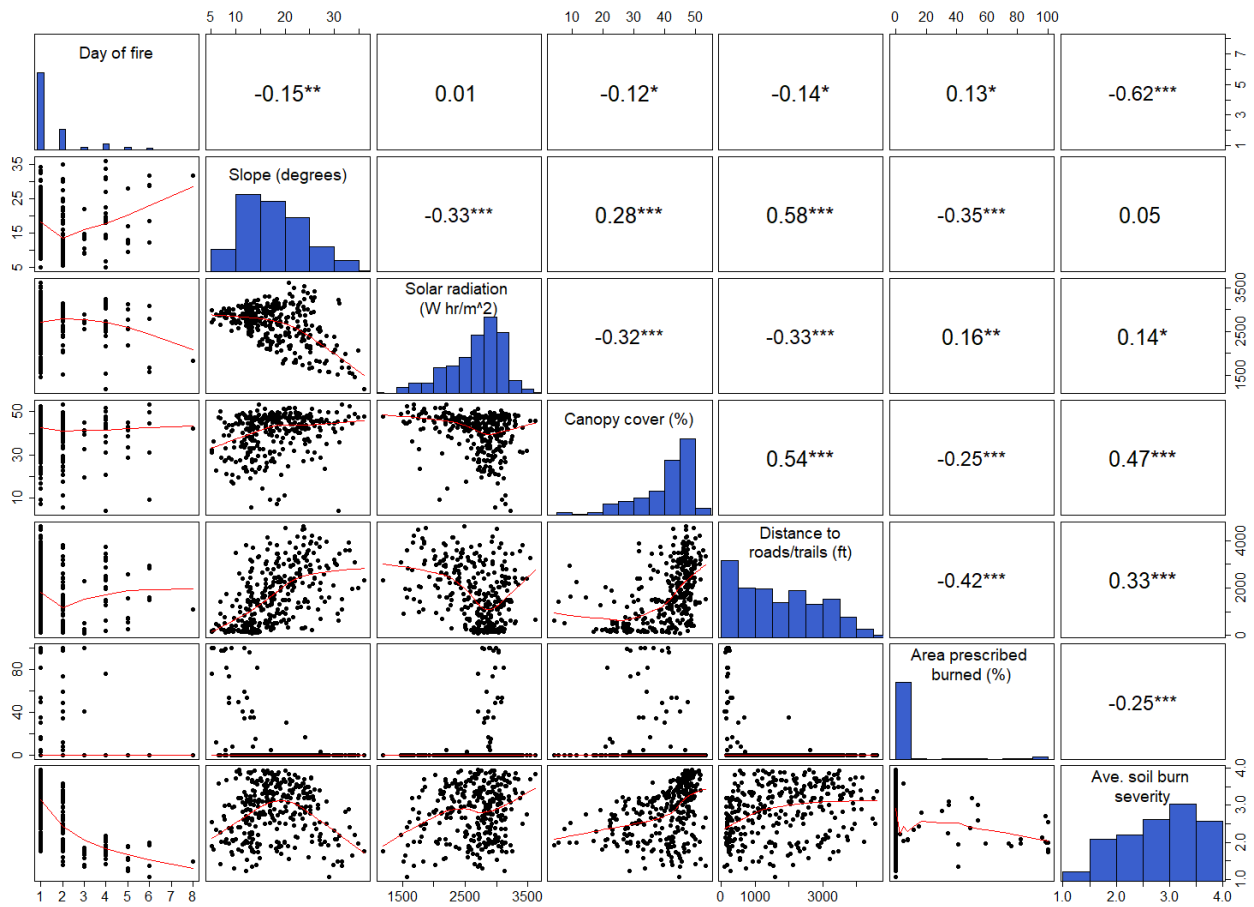 5 10 20 30 10 20 30 40 50 0 20 40 60 80 100
Day of fire
-0.15** 0.01 -0.12* -0.14* 0.13* -0.62***
7
5
3
1
35
25
15
5
Slope (degrees)
-0.33*** 0.28*** 0.58*** -0.35*** 0.05
Solar radiation
(W hr/m^2)
-0.32*** -0.33*** 0.16** 0.14*
3500
2500
1500
50
30
10
Canopy cover (%)
0.54*** -0.25*** 0.47***
Distance to
roads/trails (ft)
-0.42*** 0.33***
4000
2000
0
80
40
0
Area prescribed
burned (%)
-0.25***
Ave. soil burn
severity
4.0
3.0
2.0
1.0
1 2 3 4 5 6 7 8 1500 2500 3500 1000 3000 1.0 2.0 3.0 4.0